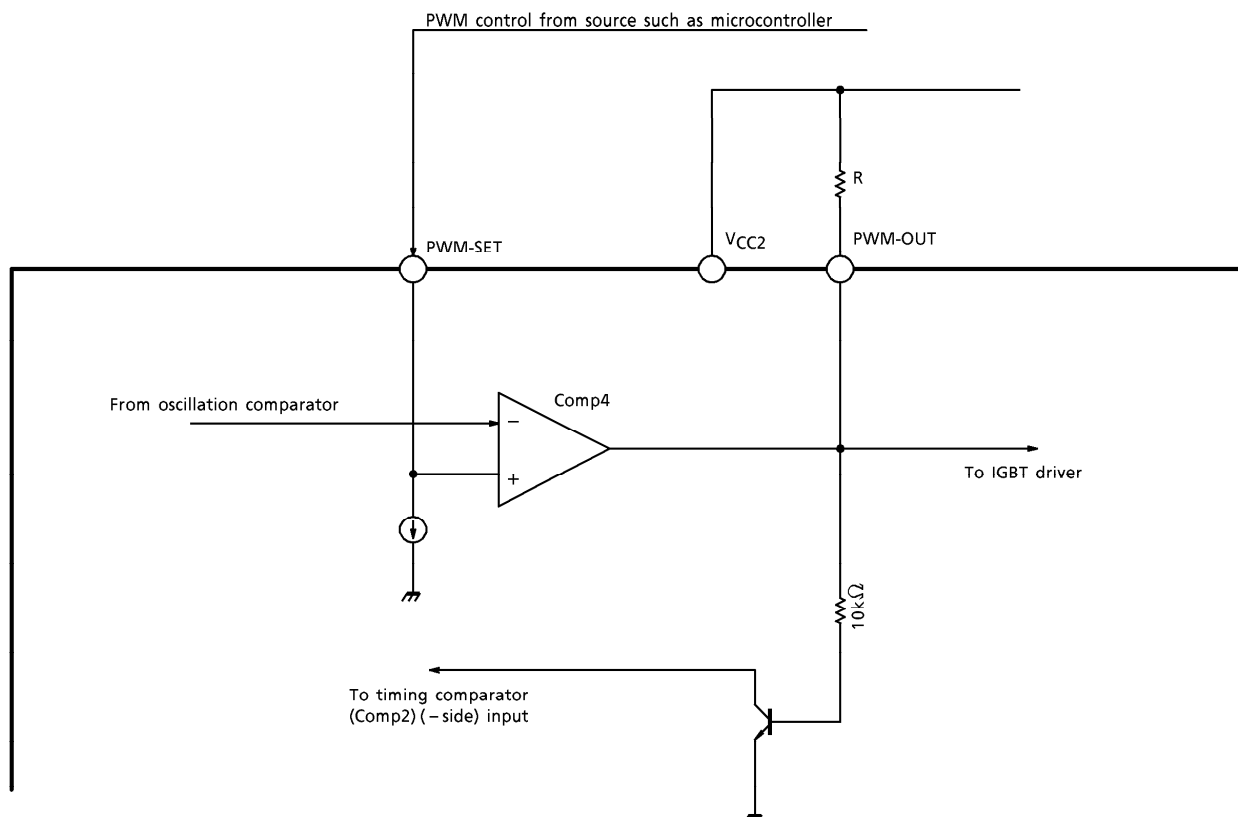 PWM control from source such as microcontroller
R
PWM-SET
VCC2
PWM-OUT
From oscillation comparator
Comp4
−
+
To IGBT driver
10kΩ
To timing comparator
(Comp2) (−side) input